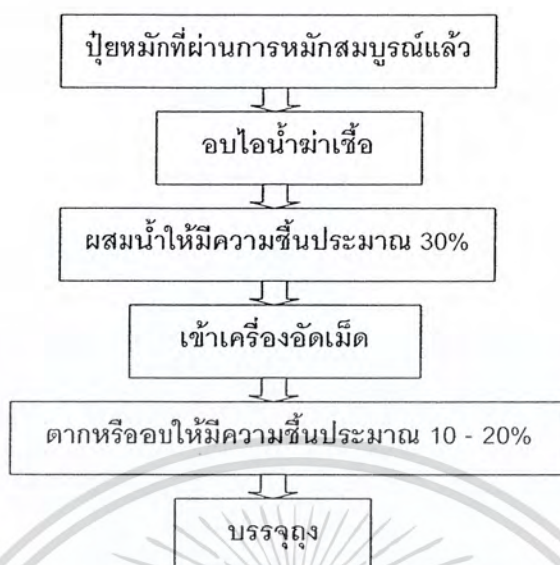 ปุ๋ยหมักที่ผ่านการหมักสมบูรณ์แล้ว
อบไอน้ำฆ่าเชื้อ
ผสมน้ำให้มีความชื้นประมาณ 30%
เข้าเครื่องอัดเม็ด
ตากหรืออบให้มีความชื้นประมาณ 10 - 20%
บรรจุถุง